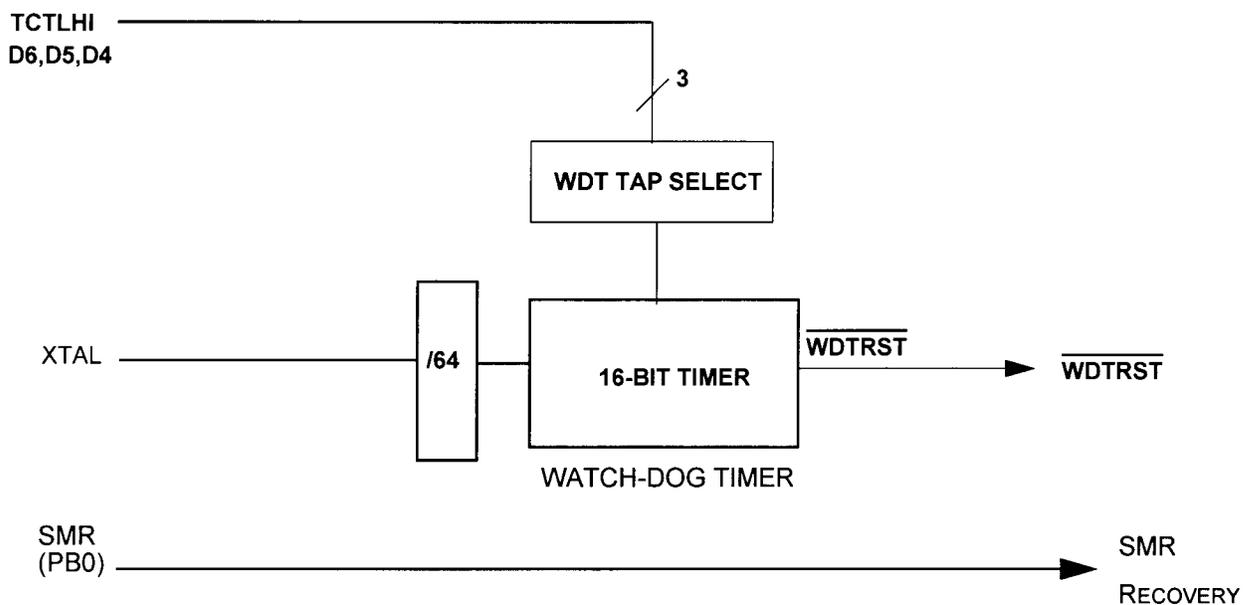 TCTLHI
D6,D5,D4
3
WDT TAP SELECT
XTAL
/64
16-BIT TIMER
WDTRST
WDTRST
WATCH-DOG TIMER
SMR
(PB0)
SMR
RECOVERY